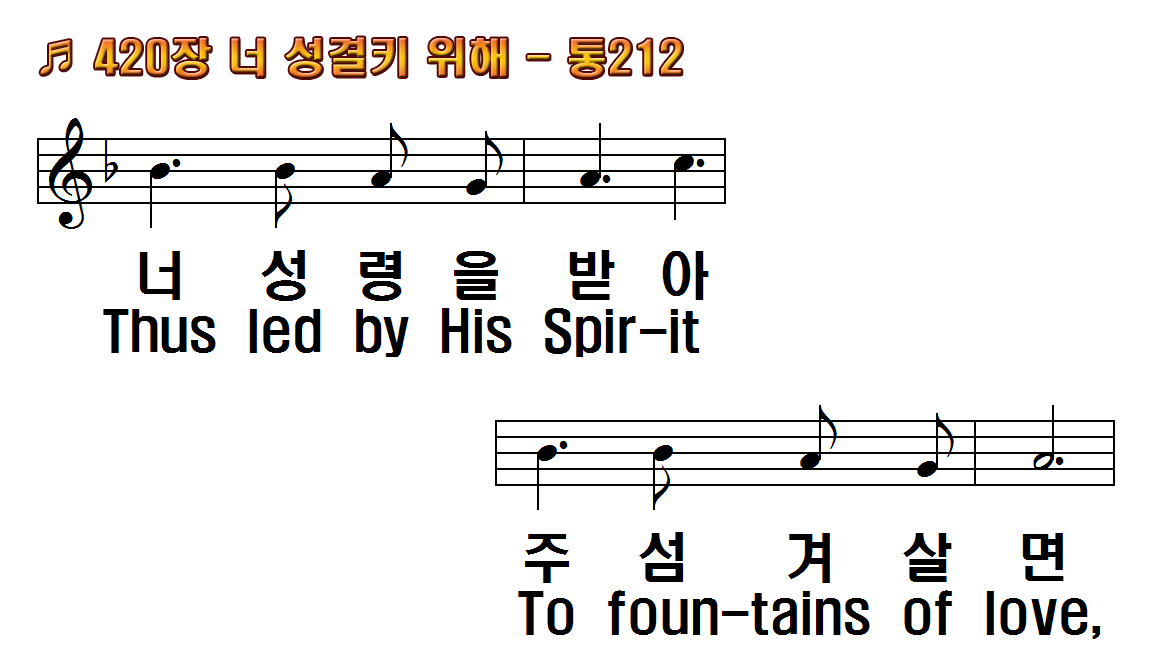 420장 너 성결키 위해 - 통212
너 성 령 을 받 아
Thus led by His Spir-it
주 섬 겨 살 면
To foun-tains of love,